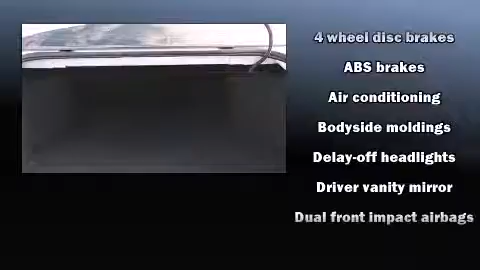 4 wheel disc brakes
ABS brakes
Air conditioning
Bodyside moldings
Delay-off headlights
Driver vanity mirror
Dual front impact airbags